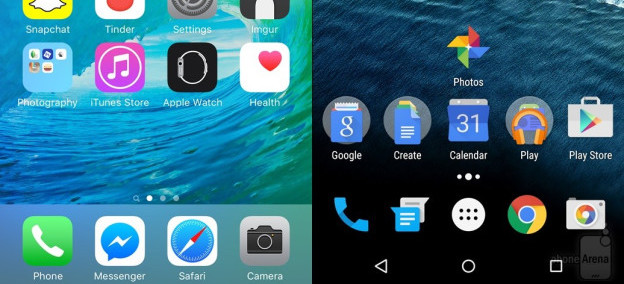 Snapchat Tinder Settings Imgur
Photography iTunes Store Apple Watch Health
Phone Messenger Safari Camera
Photos
g 31
Google Create Calendar Play Play Store
phoneArena